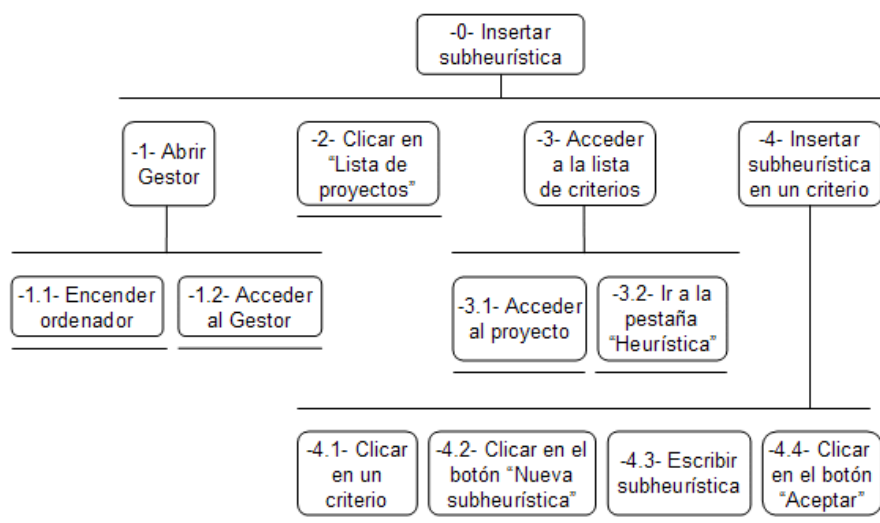 -0- Insertar
subheurística
-1- Abrir
Gestor
-2- Clicar en
“Lista de
proyectos”
-3- Acceder
a la lista
de criterios
-4- Insertar
subheurística
en un criterio
-1.1- Encender
ordenador
-1.2- Acceder
al Gestor
-3.1- Acceder
al proyecto
-3.2- Ir a la
pestaña
“Heurística”
-4.1- Clicar
en un
criterio
-4.2- Clicar en el
botón “Nueva
subheurística”
-4.3- Escribir
subheurística
-4.4- Clicar
en el botón
“Aceptar”